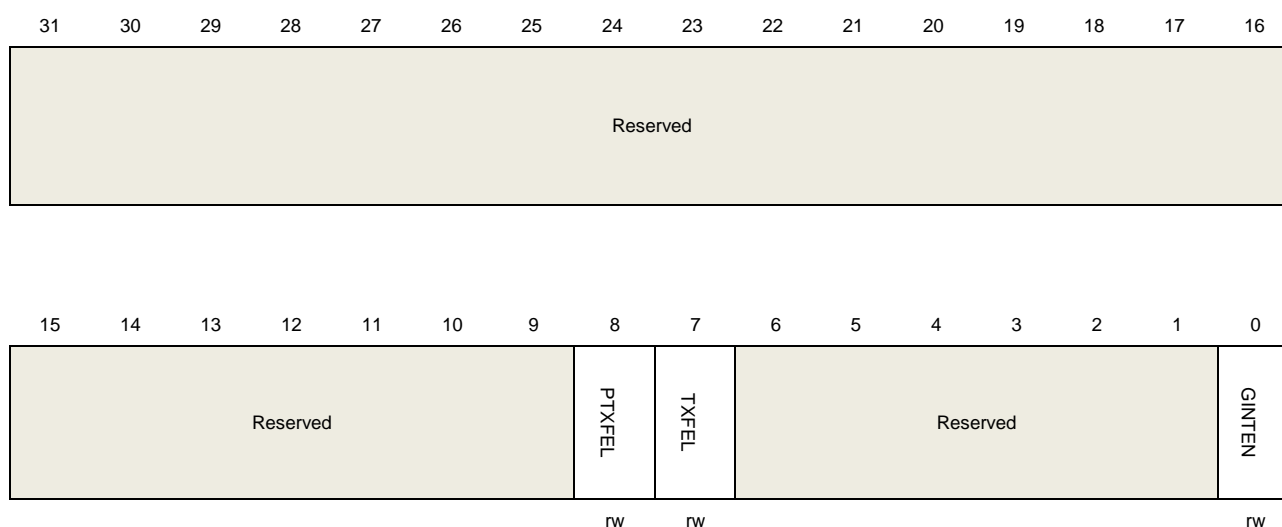 31 30 29 28 27 26 25 24 23 22 21 20 19 18 17 16
Reserved
15 14 13 12 11 10 9 8 7 6 5 4 3 2 1 0
Reserved PTXFEL TXFEL Reserved GINTEN
rw rw rw